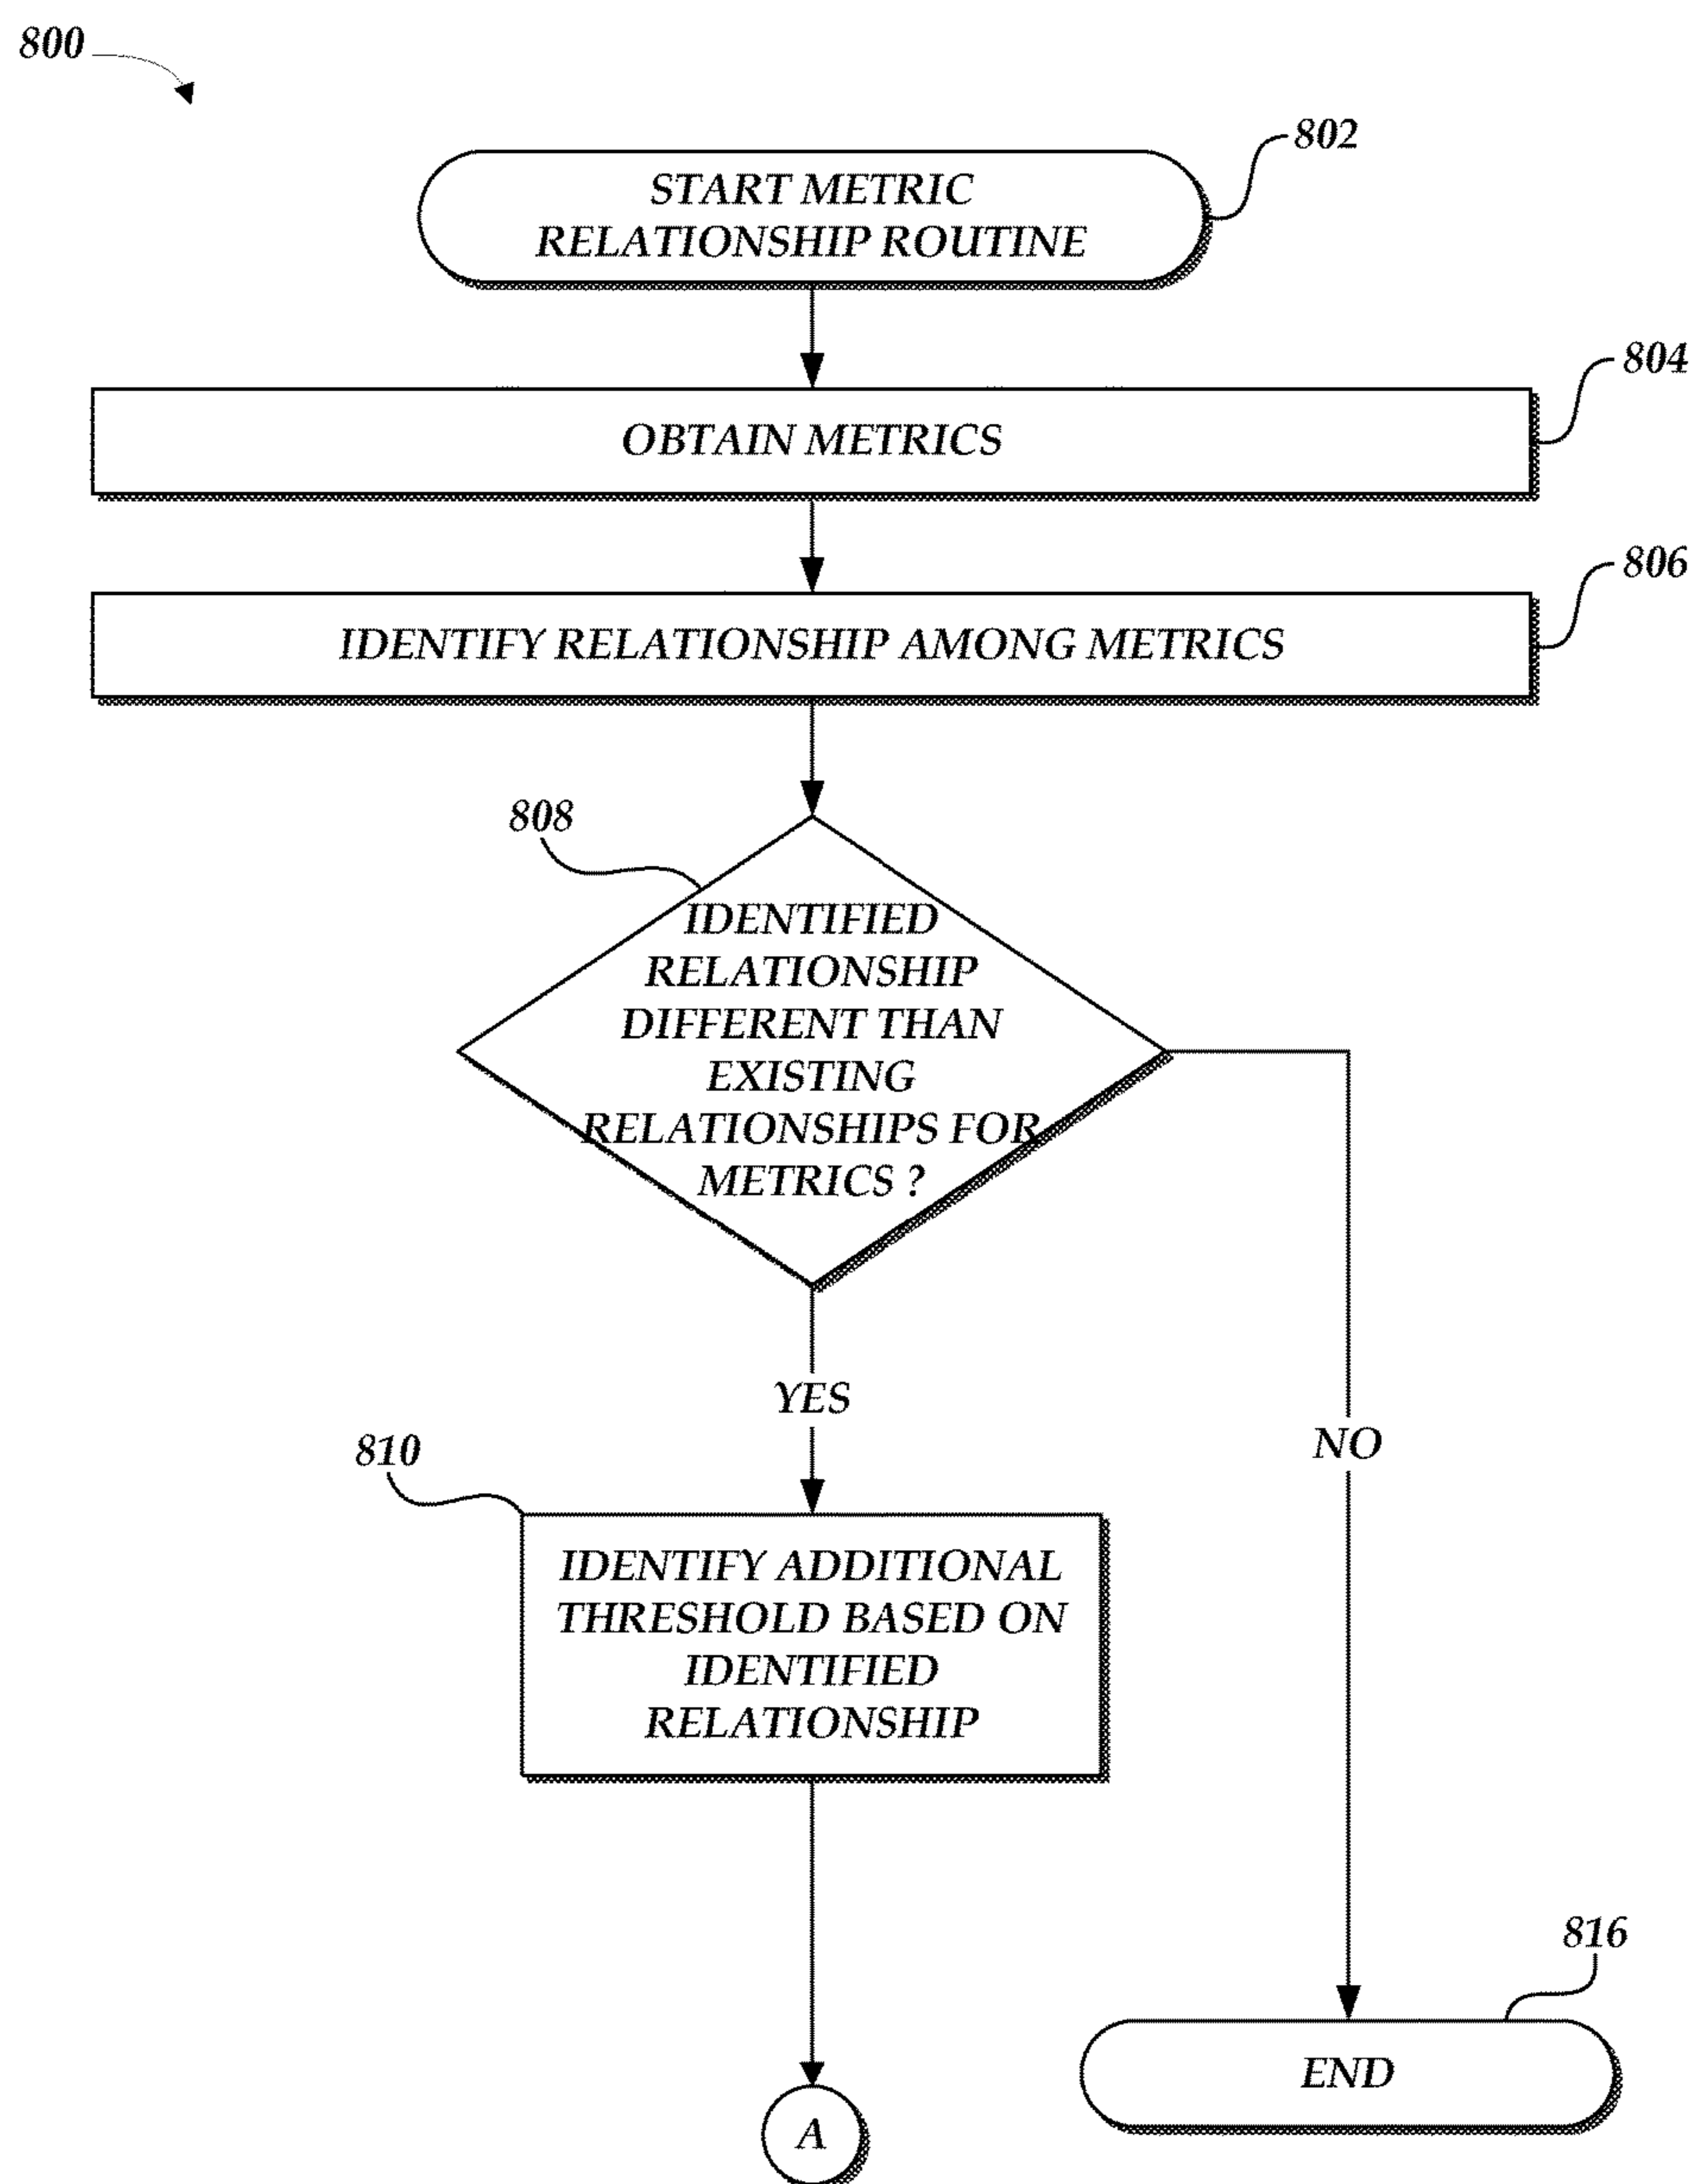 800
802
START METRIC
RELATIONSHIP ROUTINE
804
OBTAIN METRICS
806
IDENTIFY RELATIONSHIP AMONG METRICS
808
IDENTIFIED
RELATIONSHIP
DIFFERENT THAN
EXISTING
RELATIONSHIPS FOR
METRICS ?
YES
NO
810
IDENTIFY ADDITIONAL
THRESHOLD BASED ON
IDENTIFIED
RELATIONSHIP
816
END
A